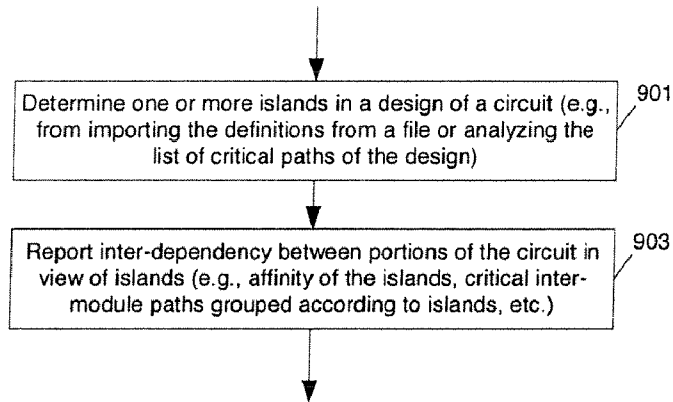 Determine one or more islands in a design of a circuit (e.g.,
from importing the definitions from a file or analyzing the
list of critical paths of the design)
901
Report inter-dependency between portions of the circuit in
view of islands (e.g., affinity of the islands, critical inter-
module paths grouped according to islands, etc.)
903